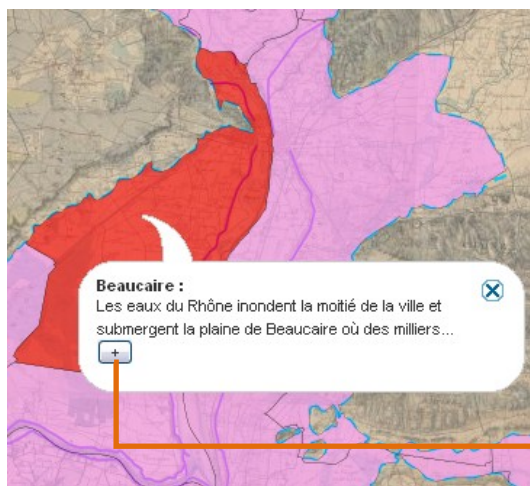 Beaucaire :
Les eaux du Rhône inondent la moitié de la ville et
submergent la plaine de Beaucaire où des milliers...
+